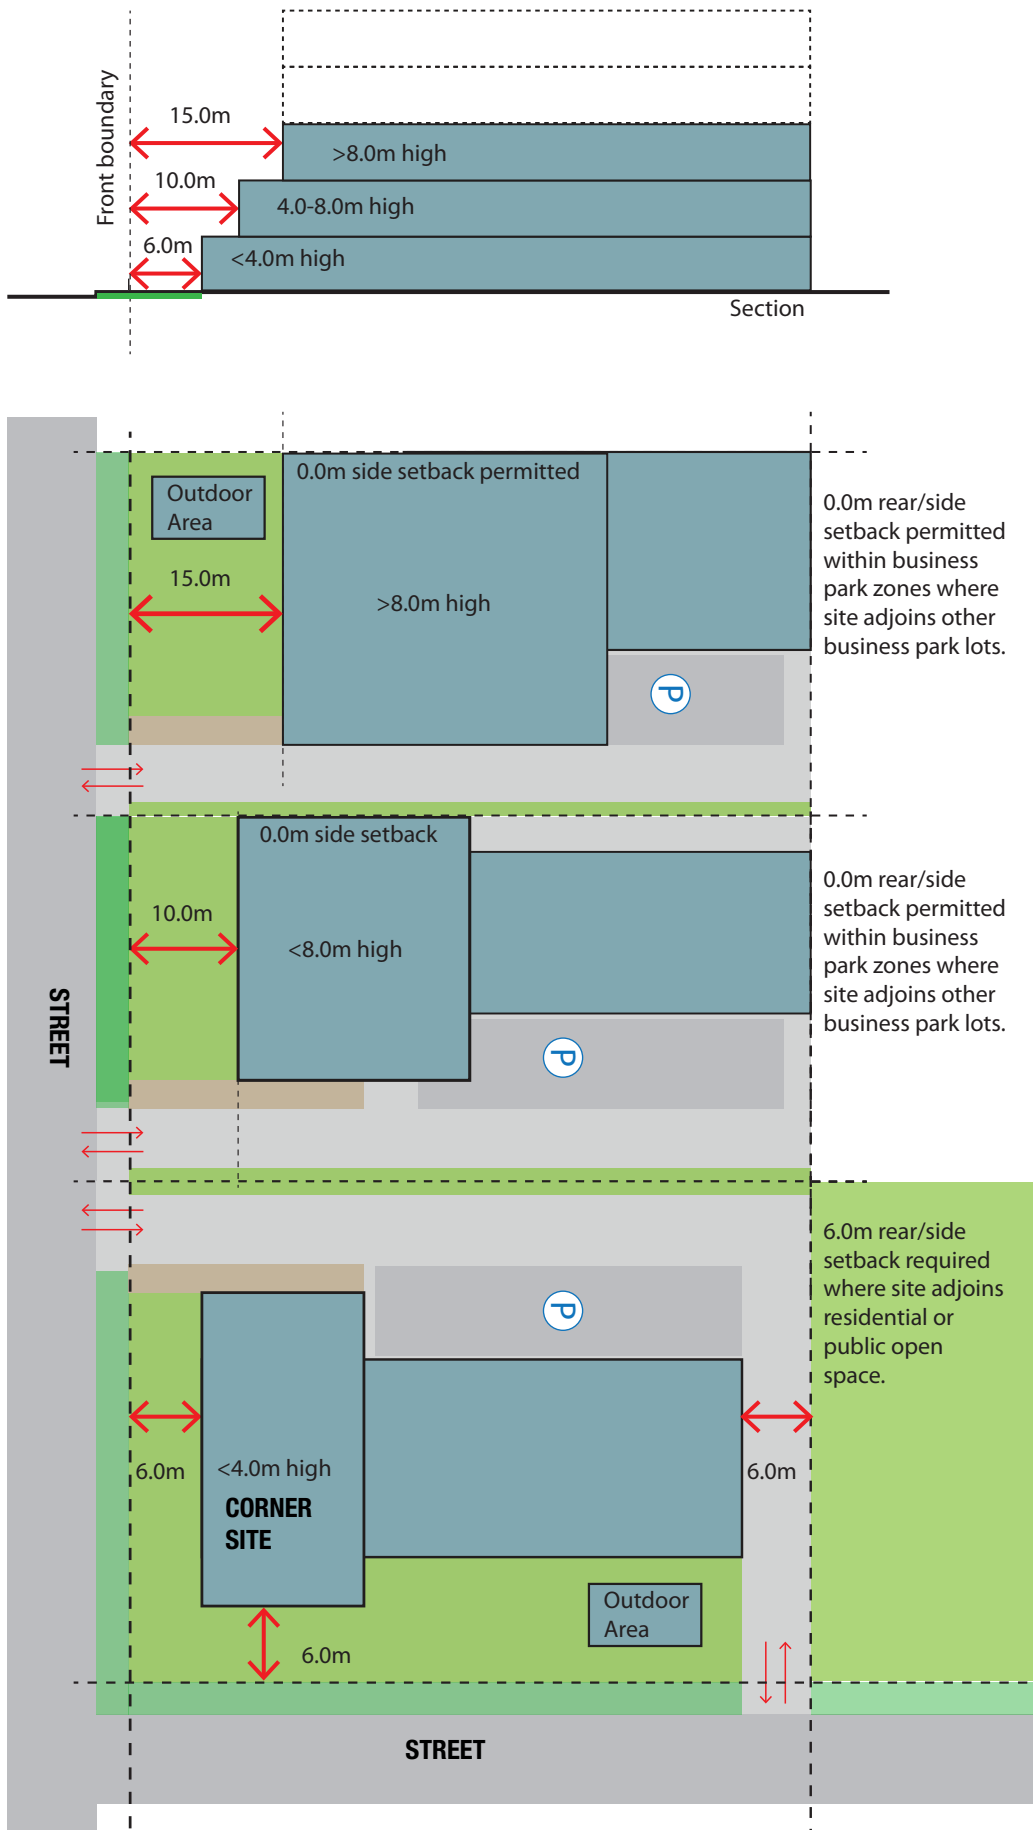 Front boundary
15.0m
>8.0m high
10.0m
4.0-8.0m high
6.0m
<4.0m high
Section
0.0m side setback permitted
Outdoor
Area
15.0m
>8.0m high
P
0.0m rear/side
setback permitted
within business
park zones where
site adjoins other
business park lots.
0.0m side setback
10.0m
<8.0m high
P
0.0m rear/side
setback permitted
within business
park zones where
site adjoins other
business park lots.
STREET
P
6.0m rear/side
setback required
where site adjoins
residential or
public open
space.
6.0m
<4.0m high
CORNER
SITE
6.0m
Outdoor
Area
6.0m
STREET